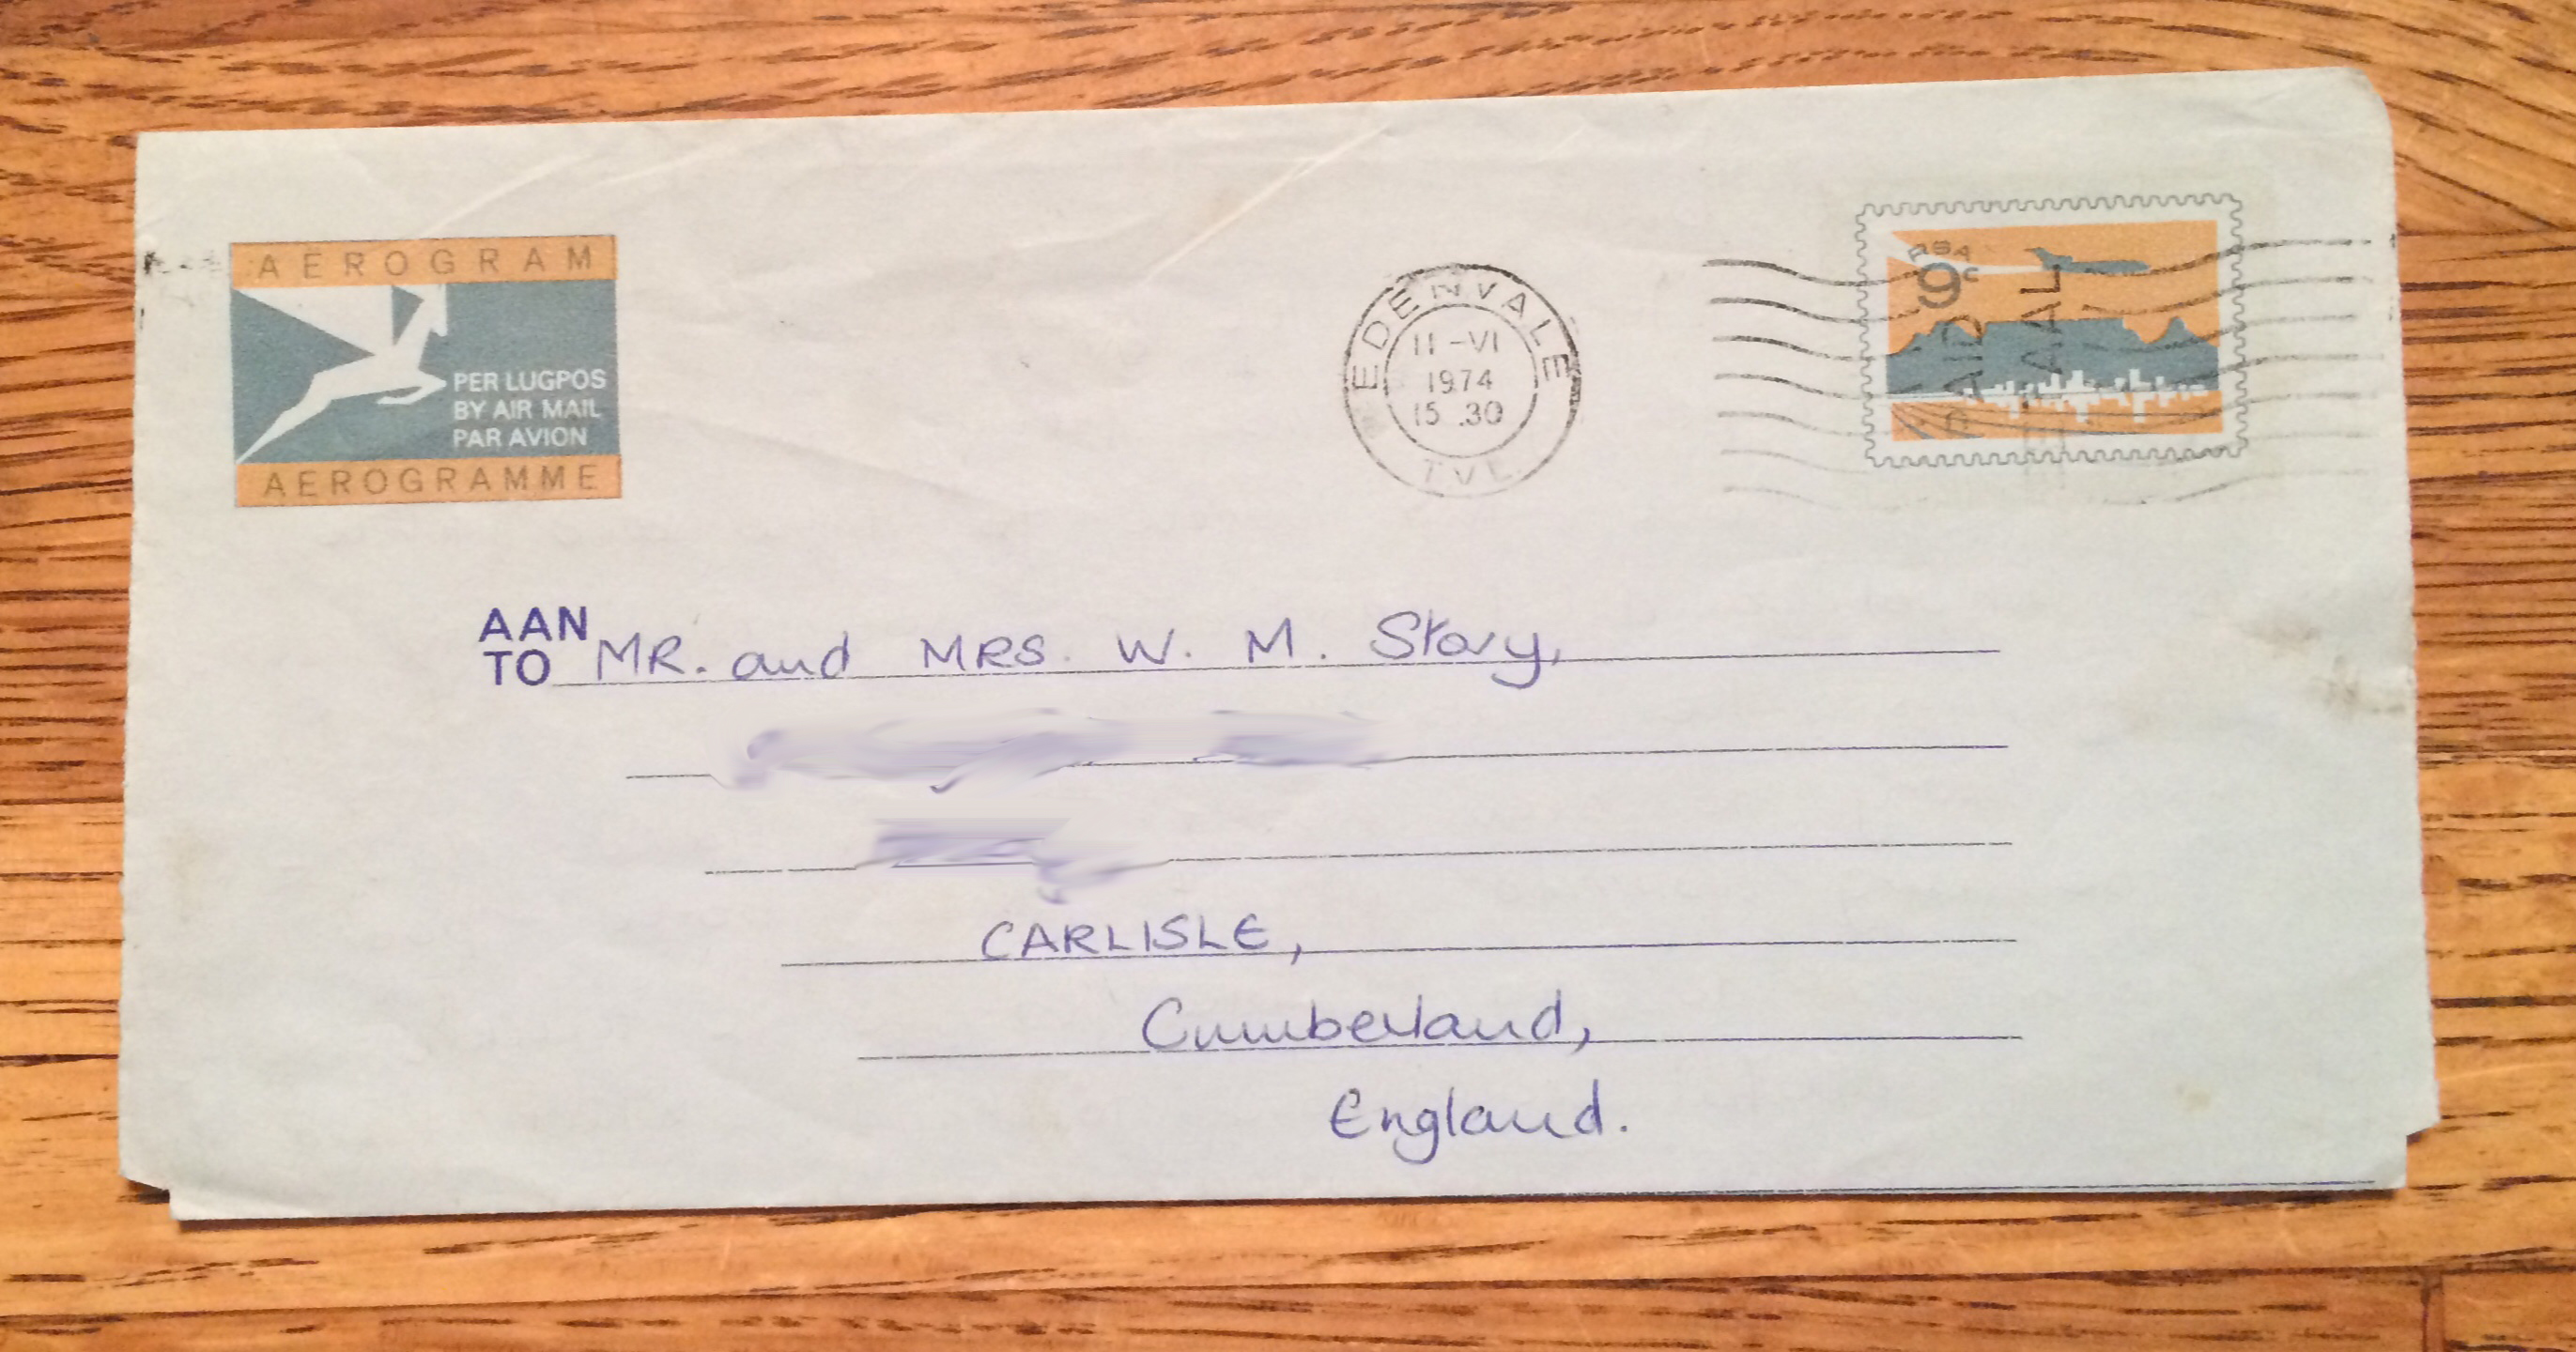 AEROGRAM
PER LUGPOS
BY AIR MAIL
PAR AVION
AEROGRAMME
EDENVALE
11-VI
1974
15.30
TVL
RSA
9c
AAN
TO MR. and MRS. W. M. Story,
CARLISLE,
Cumberland,
England.